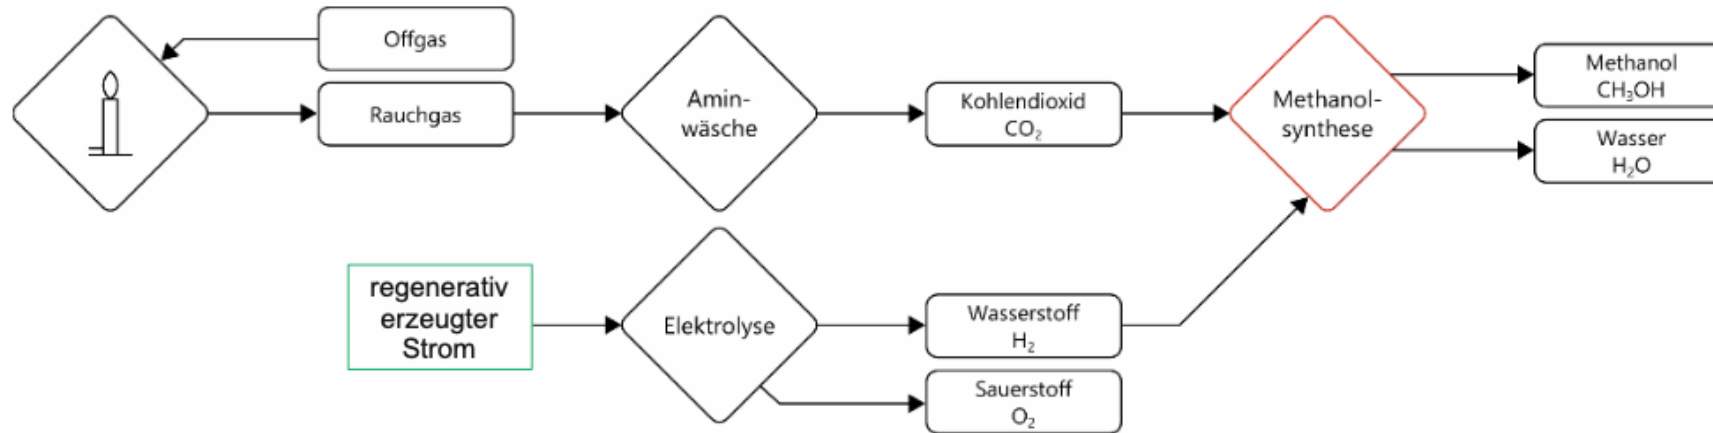 Offgas
Rauchgas
Amin-
wäsche
Kohlendioxid
CO₂
Methanol-
synthese
Methanol
CH₃OH
Wasser
H₂O
regenerativ
erzeugter
Strom
Elektrolyse
Wasserstoff
H₂
Sauerstoff
O₂